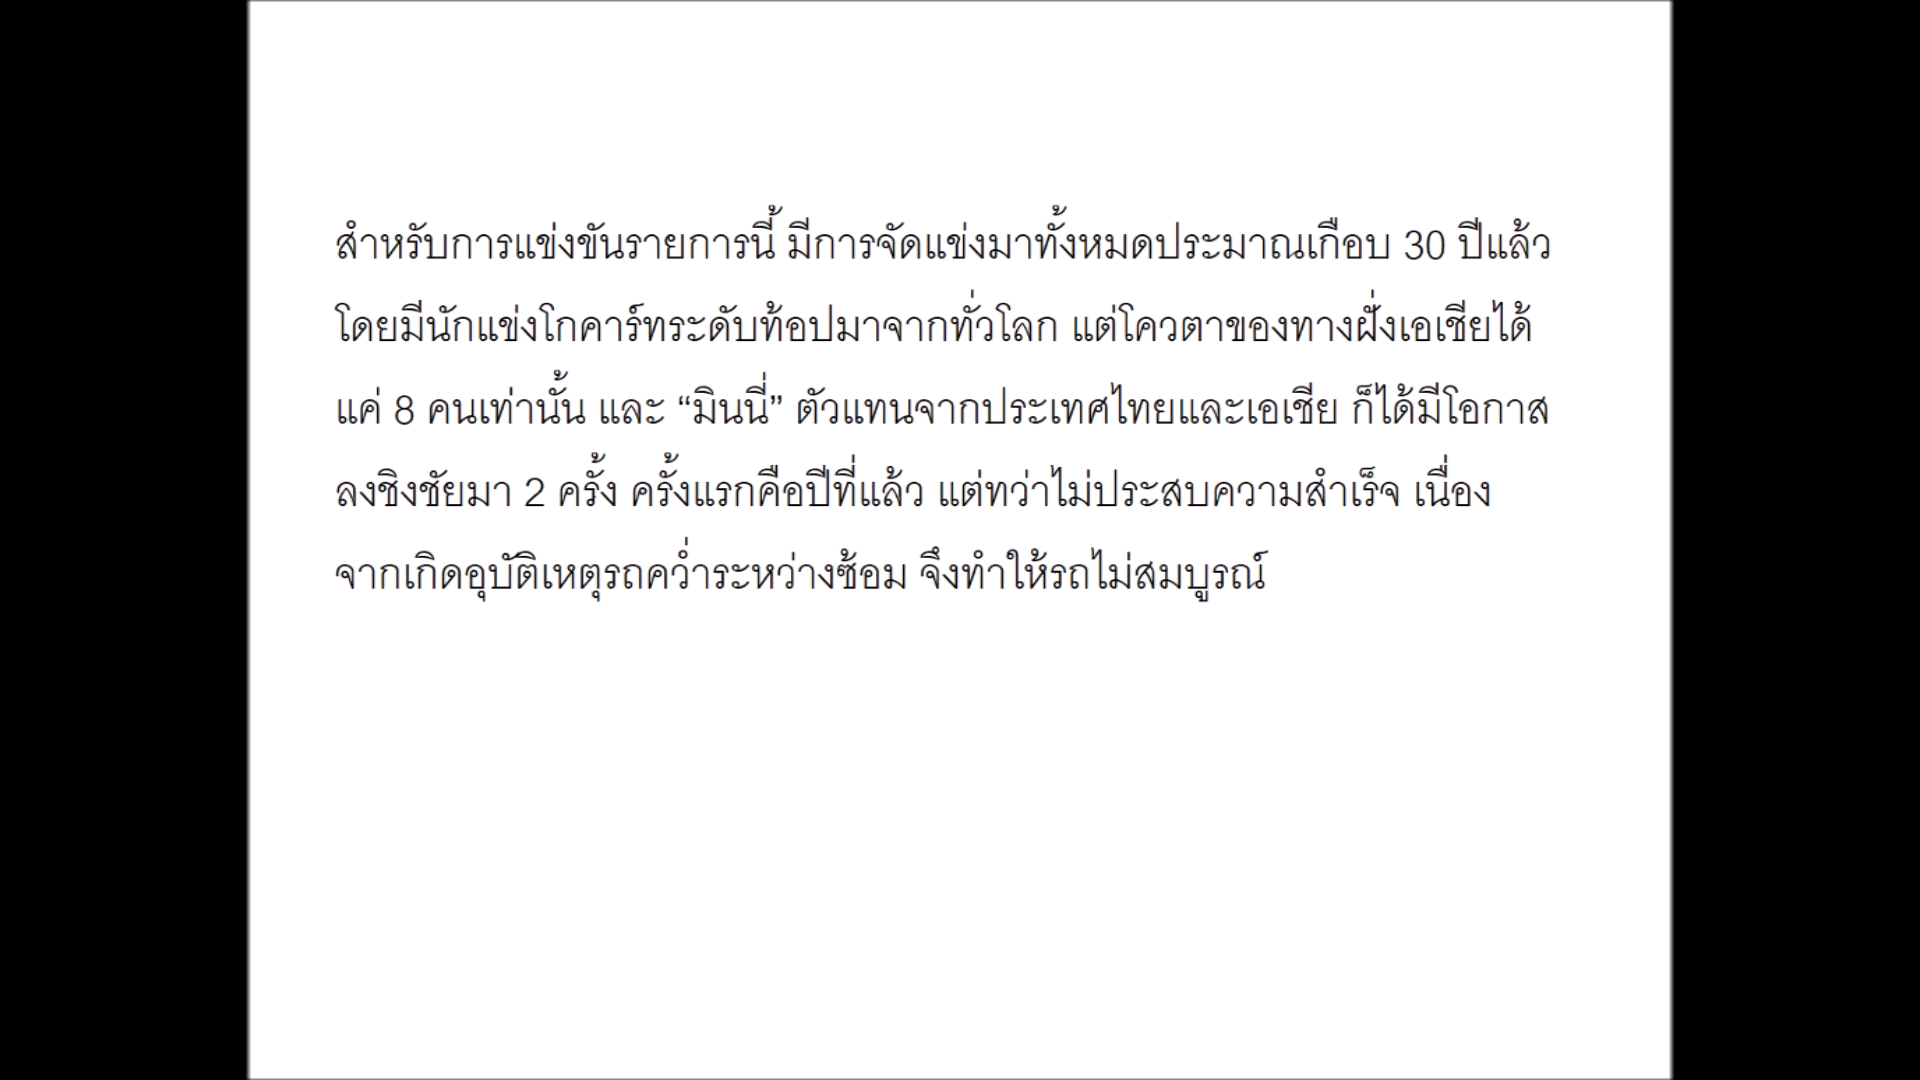 สำหรับการแข่งขันรายการนี้ มีการจัดแข่งมาทั้งหมดประมาณเกือบ 30 ปีแล้ว
โดยมีนักแข่งโกคาร์ทระดับท้อปมาจากทั่วโลก แต่โควตาของทางฝั่งเอเชียได้
แค่ 8 คนเท่านั้น และ “มินนี่” ตัวแทนจากประเทศไทยและเอเชีย ก็ได้มีโอกาส
ลงชิงชัยมา 2 ครั้ง ครั้งแรกคือปีที่แล้ว แต่ทว่าไม่ประสบความสำเร็จ เนื่อง
จากเกิดอุบัติเหตุรถคว่ำระหว่างซ้อม จึงทำให้รถไม่สมบูรณ์